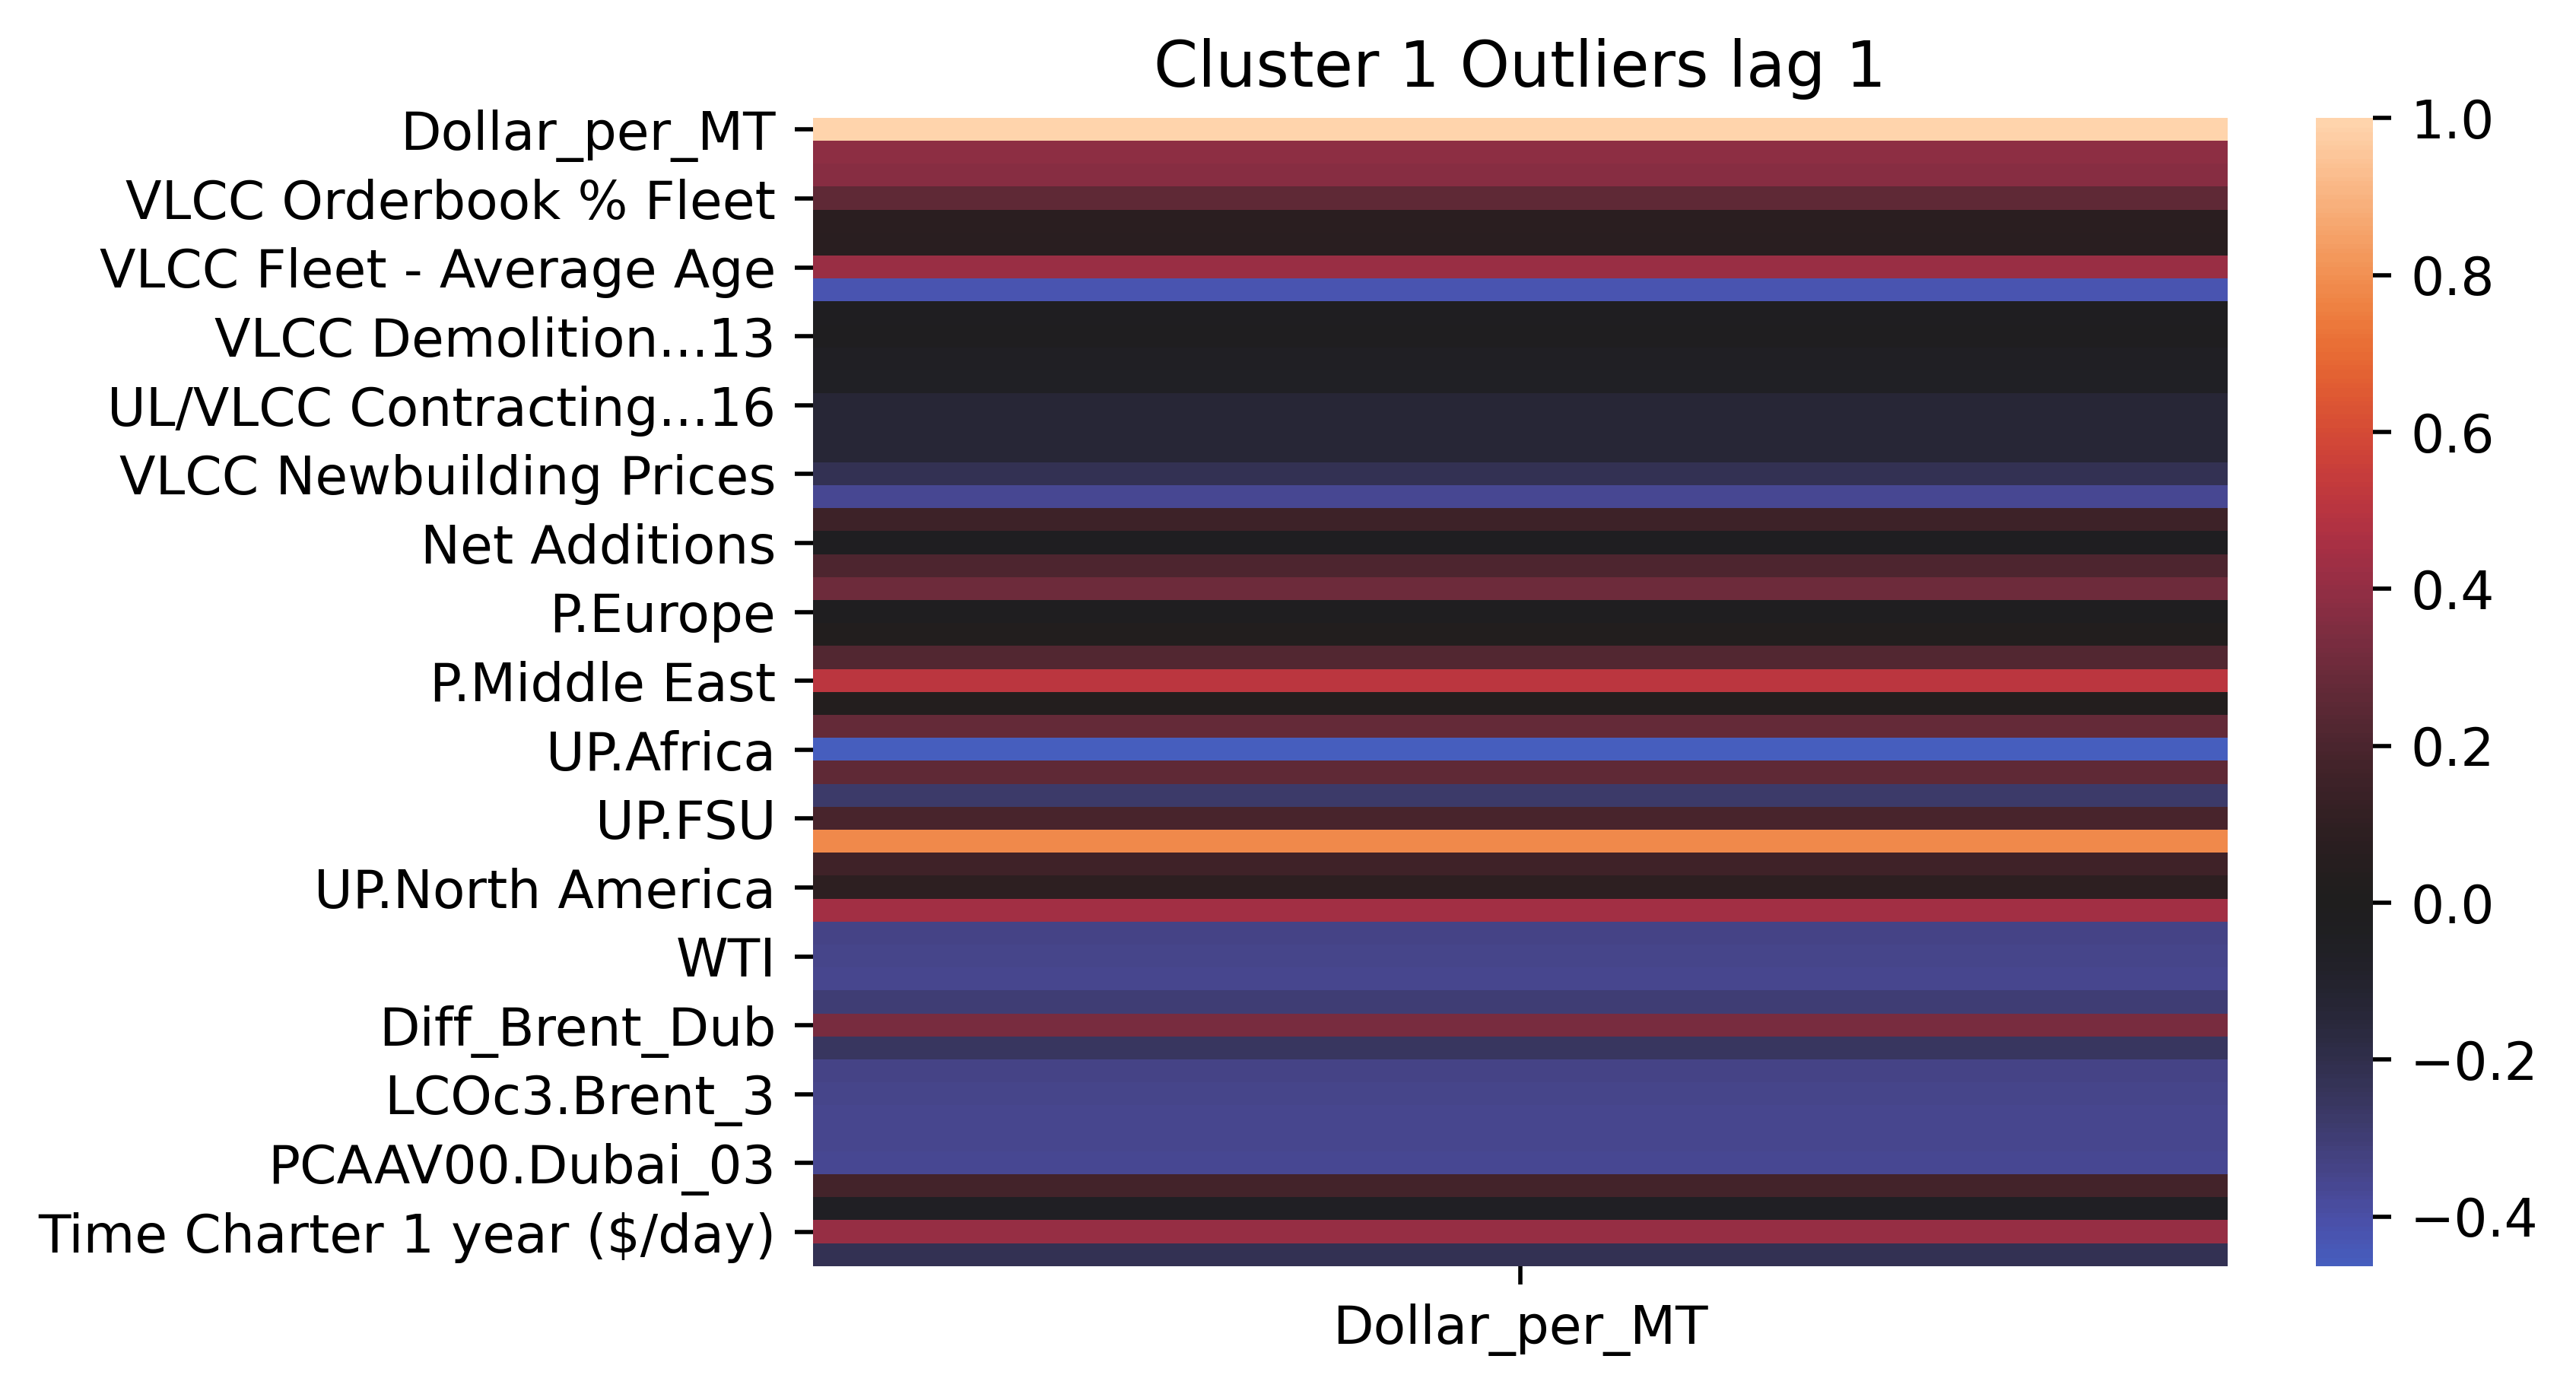 Cluster 1 Outliers lag 1
Dollar_per_MT
VLCC Orderbook % Fleet
VLCC Fleet - Average Age
VLCC Demolition...13
UL/VLCC Contracting...16
VLCC Newbuilding Prices
Net Additions
P.Europe
P.Middle East
UP.Africa
UP.FSU
UP.North America
WTI
Diff_Brent_Dub
LCOc3.Brent_3
PCAAV00.Dubai_03
Time Charter 1 year ($/day)
Dollar_per_MT
1.0
0.8
0.6
0.4
0.2
0.0
−0.2
−0.4